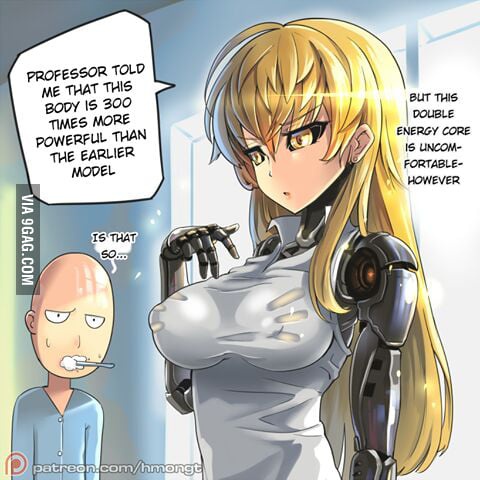 PROFESSOR TOLD
ME THAT THIS
BODY IS 300
TIMES MORE
POWERFUL THAN
THE EARLIER
MODEL
BUT THIS
DOUBLE
ENERGY CORE
IS UNCOM-
FORTABLE-
HOWEVER
IS THAT
SO...
VIA 9GAG.COM
patreon.com/hmongt